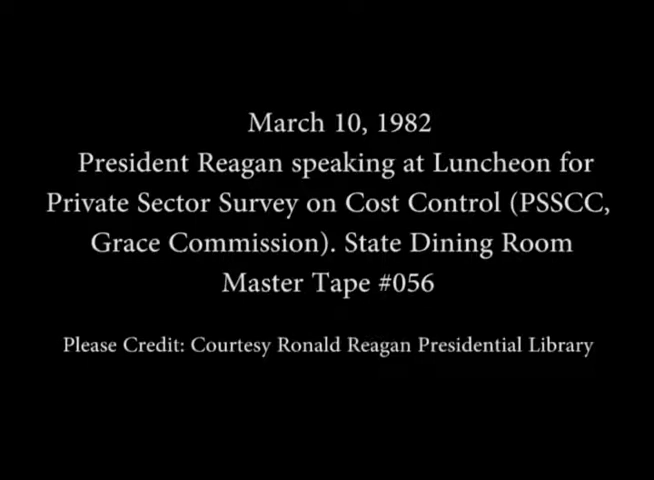 March 10, 1982
President Reagan speaking at Luncheon for
Private Sector Survey on Cost Control (PSSCC,
Grace Commission). State Dining Room
Master Tape #056
Please Credit: Courtesy Ronald Reagan Presidential Library